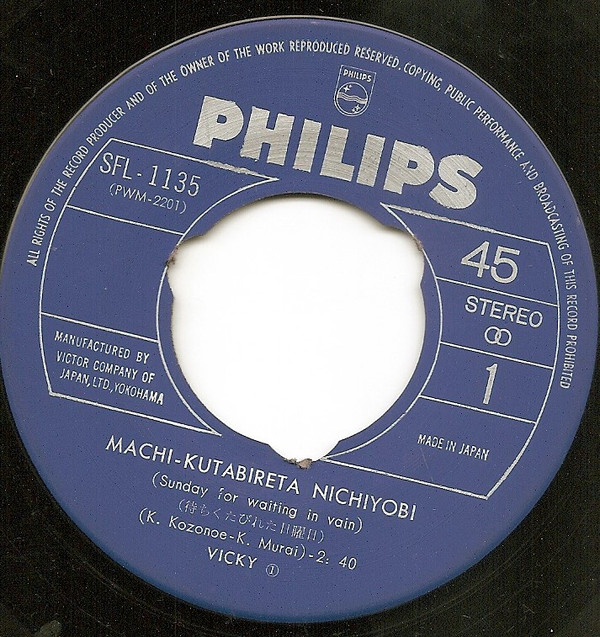 ALL RIGHTS OF THE RECORD PRODUCER AND OF THE OWNER OF THE WORK REPRODUCED RESERVED. COPYING, PUBLIC PERFORMANCE AND BROADCASTING OF THIS RECORD PROHIBITED
PHILIPS
PHILIPS
SFL-1135
(PWM-2201)
45
STEREO
1
MANUFACTURED BY
VICTOR COMPANY OF
JAPAN, LTD., YOKOHAMA
MADE IN JAPAN
MACHI-KUTABIRETA NICHIYOBI
(Sunday for waiting in vain)
(待ちくたびれた日曜日)
(K. Kozonoe-K. Murai)-2: 40
VICKY ①